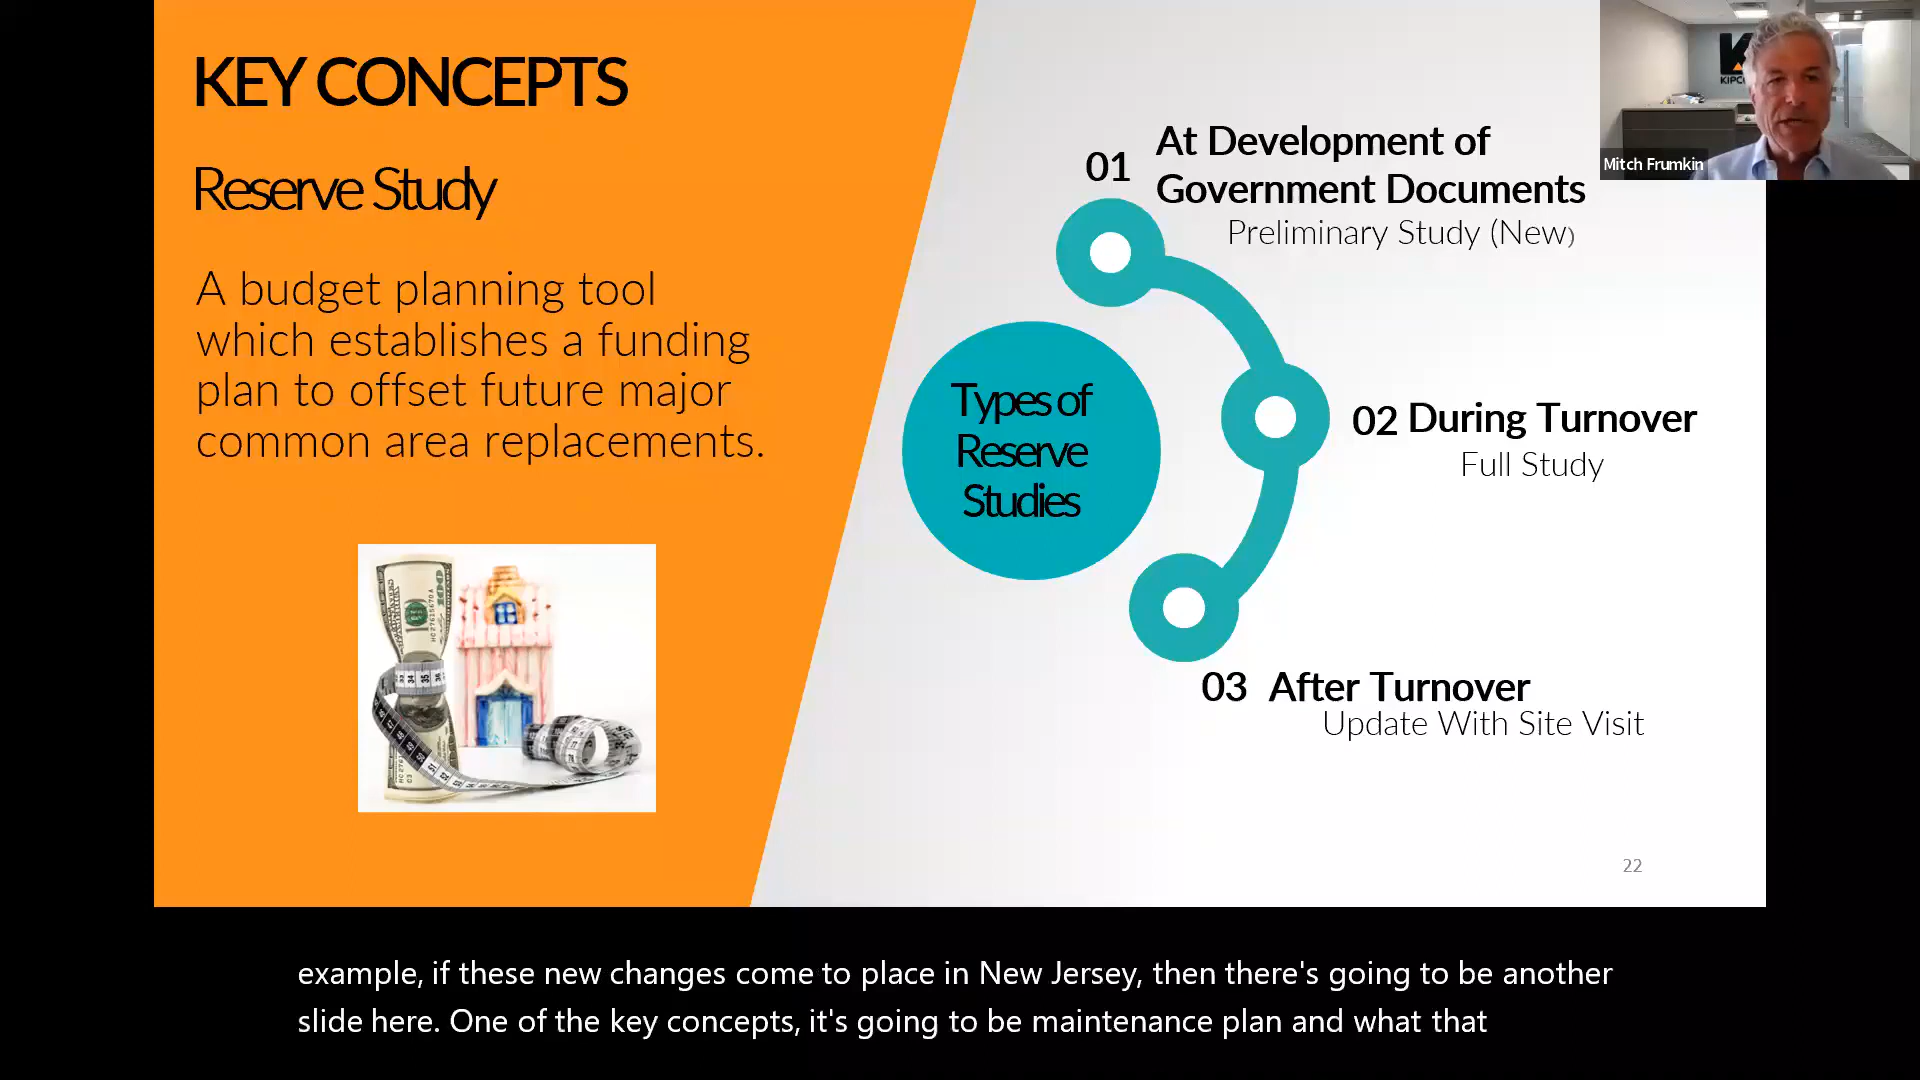 KEY CONCEPTS
Reserve Study
A budget planning tool
which establishes a funding
plan to offset future major
common area replacements.
Types of
Reserve
Studies
01
At Development of
Government Documents
Preliminary Study (New)
02 During Turnover
Full Study
03 After Turnover
Update With Site Visit
22
Mitch Frumkin
example, if these new changes come to place in New Jersey, then there's going to be another
slide here. One of the key concepts, it's going to be maintenance plan and what that